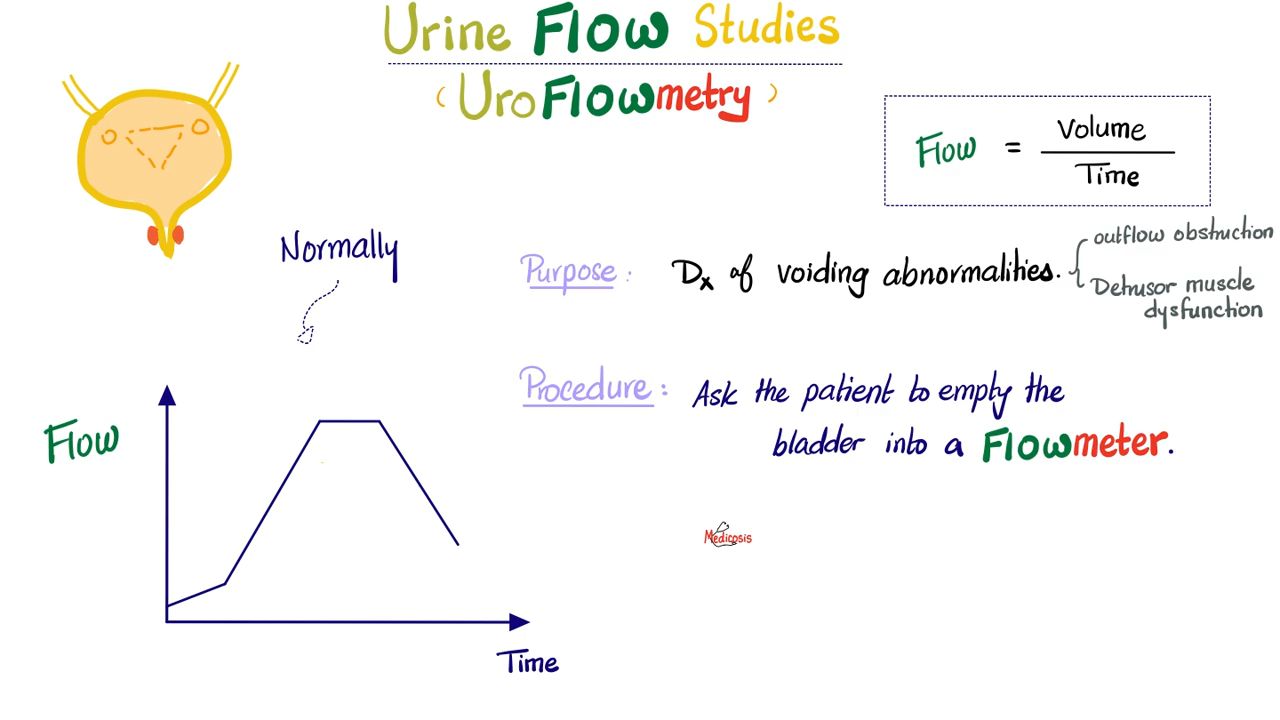 Urine Flow Studies
(UroFlowmetry)
Flow = Volume
Time
Normally
Purpose: Dx of voiding abnormalities.
outflow obstruction
Detrusor muscle
dysfunction
Procedure: Ask the patient to empty the
bladder into a Flowmeter.
Flow
Medicosis
Time